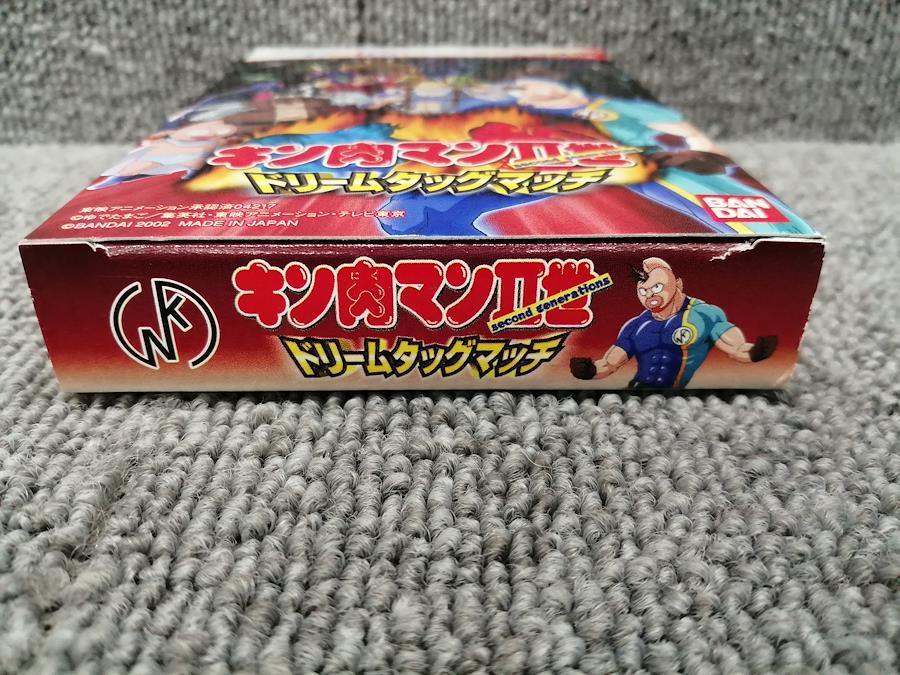 キン肉マンⅡ世
second generations
ドリームタッグマッチ
東映アニメーション承認済04217
©ゆでたまご／集英社・東映アニメーション・テレビ東京
©BANDAI 2002 MADE IN JAPAN
BAN
DAI
キン肉マンⅡ世
second generations
ドリームタッグマッチ